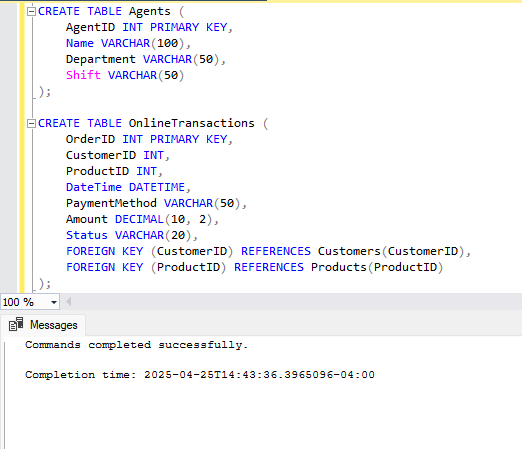 CREATE TABLE Agents (
    AgentID INT PRIMARY KEY,
    Name VARCHAR(100),
    Department VARCHAR(50),
    Shift VARCHAR(50)
);
CREATE TABLE OnlineTransactions (
    OrderID INT PRIMARY KEY,
    CustomerID INT,
    ProductID INT,
    DateTime DATETIME,
    PaymentMethod VARCHAR(50),
    Amount DECIMAL(10, 2),
    Status VARCHAR(20),
    FOREIGN KEY (CustomerID) REFERENCES Customers(CustomerID),
    FOREIGN KEY (ProductID) REFERENCES Products(ProductID)
);
100 %
Messages
Commands completed successfully.
Completion time: 2025-04-25T14:43:36.3965096-04:00